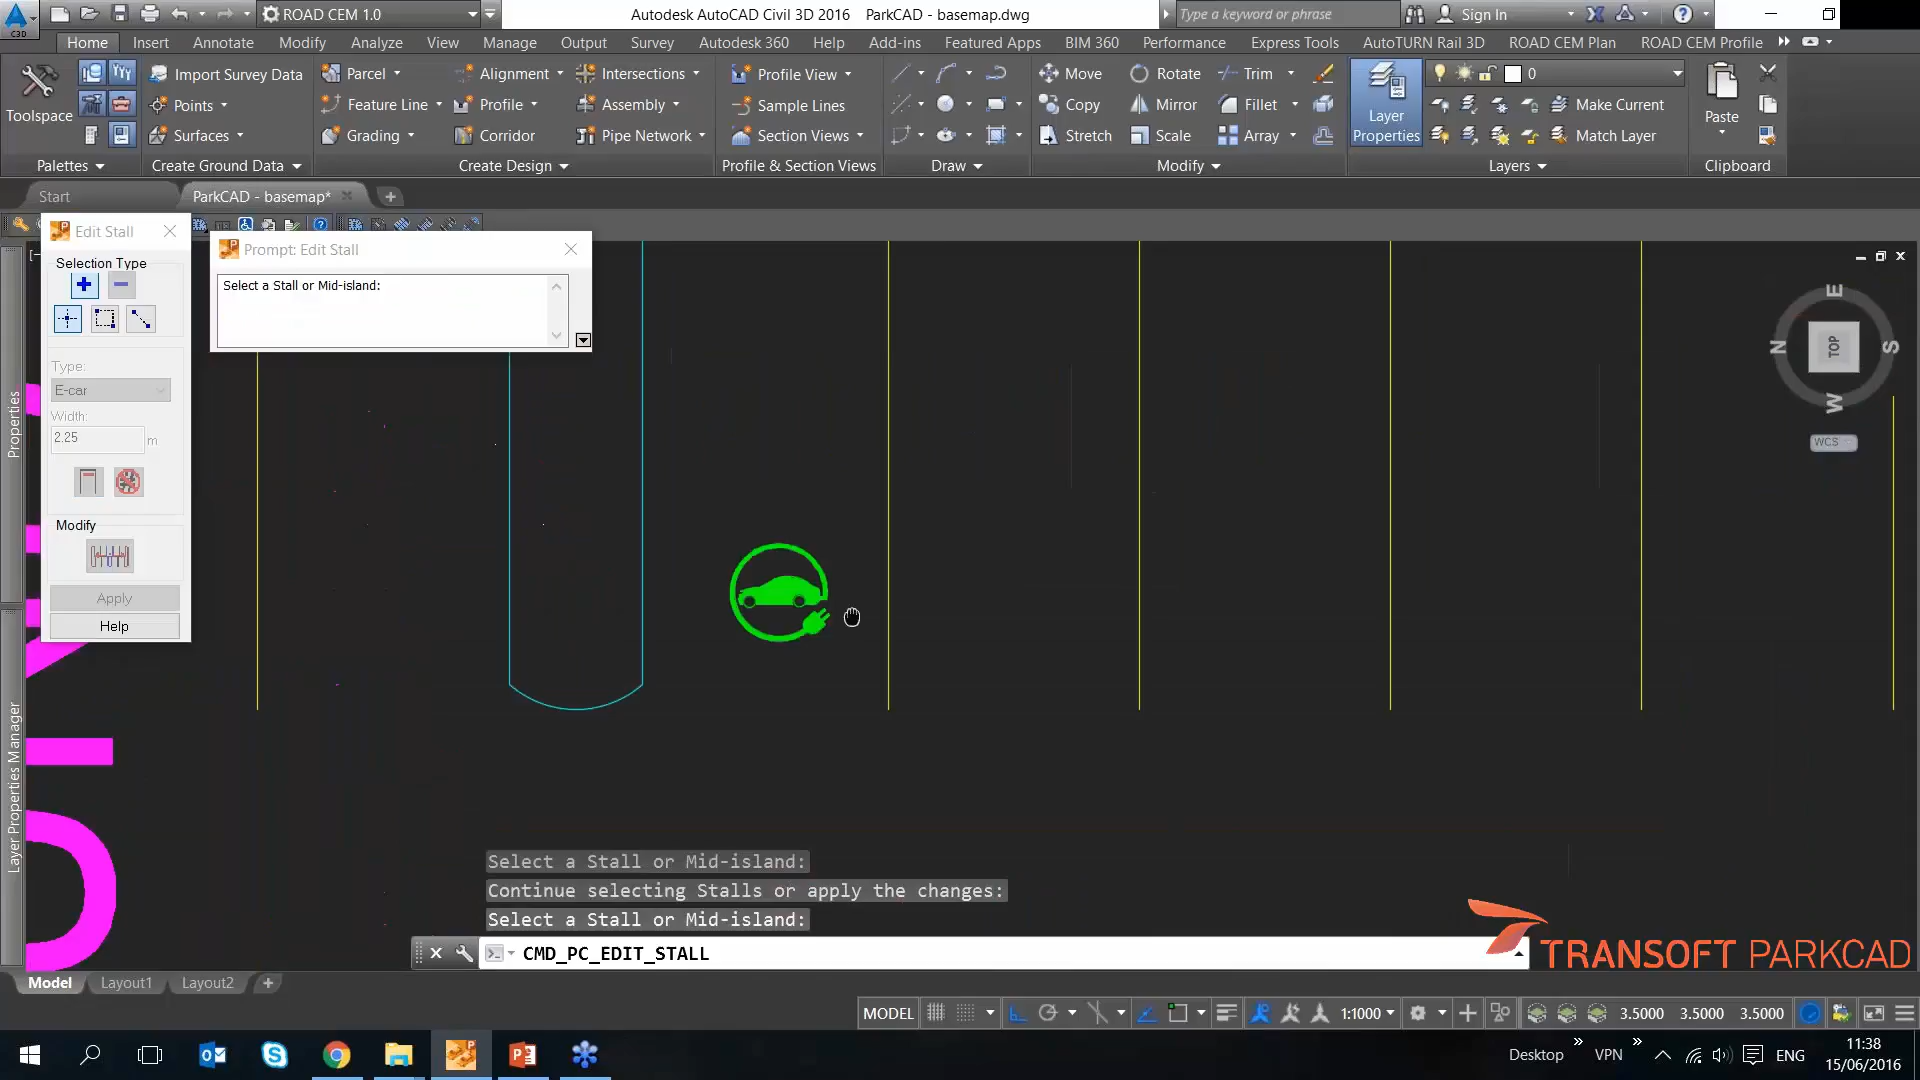 C3D
ROAD CEM 1.0
Autodesk AutoCAD Civil 3D 2016 ParkCAD - basemap.dwg
Type a keyword or phrase
Sign In
Home Insert Annotate Modify Analyze View Manage Output Survey Autodesk 360 Help Add-ins Featured Apps BIM 360 Performance Express Tools AutoTURN Rail 3D ROAD CEM Plan ROAD CEM Profile
Import Survey Data Parcel Alignment Intersections Profile View Move Rotate Trim 0
Toolspace Points Feature Line Profile Assembly Sample Lines Copy Mirror Fillet Layer Properties Make Current Paste
Surfaces Grading Corridor Pipe Network Section Views Stretch Scale Array Match Layer
Palettes Create Ground Data Create Design Profile & Section Views Draw Modify Layers Clipboard
Start ParkCAD - basemap*
Edit Stall
Selection Type
Type:
E-car
Width:
2.25 m
Modify
Apply
Help
Prompt: Edit Stall
Select a Stall or Mid-island:
Properties
Layer Properties Manager
E
N TOP S
W
WCS
Select a Stall or Mid-island:
Continue selecting Stalls or apply the changes:
Select a Stall or Mid-island:
CMD_PC_EDIT_STALL
TRANSOFT PARKCAD
Model Layout1 Layout2
MODEL 1:1000 3.5000 3.5000 3.5000
Desktop VPN ENG 11:38
15/06/2016